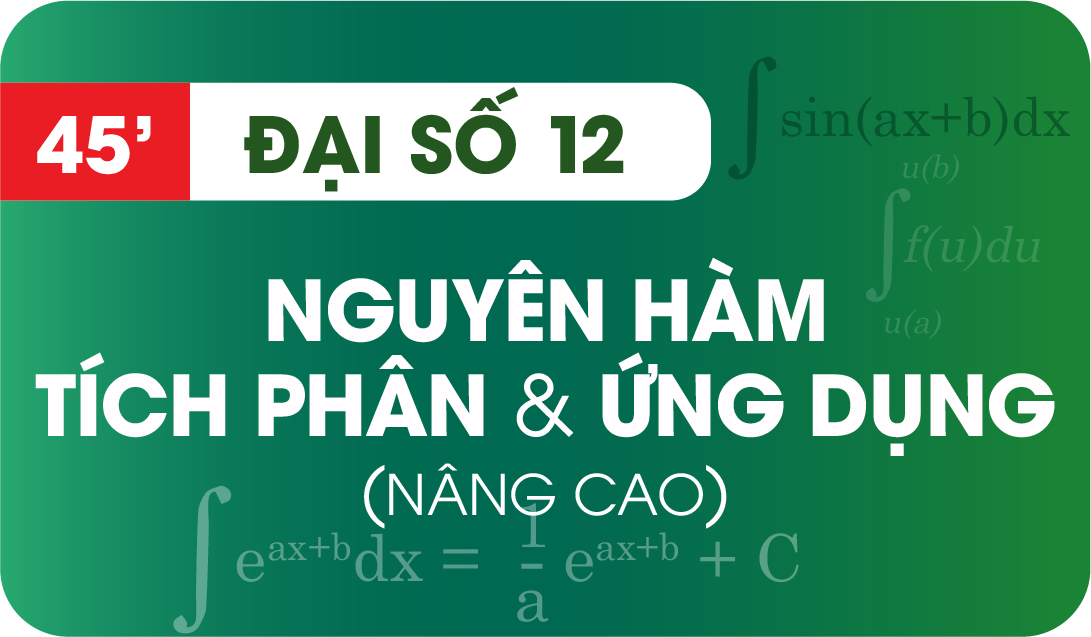 45’ ĐẠI SỐ 12
∫sin(ax+b)dx
u(b)
∫f(u)du
u(a)
NGUYÊN HÀM
TÍCH PHÂN & ỨNG DỤNG
(NÂNG CAO)
∫e^{ax+b}dx = \frac{1}{a}e^{ax+b} + C